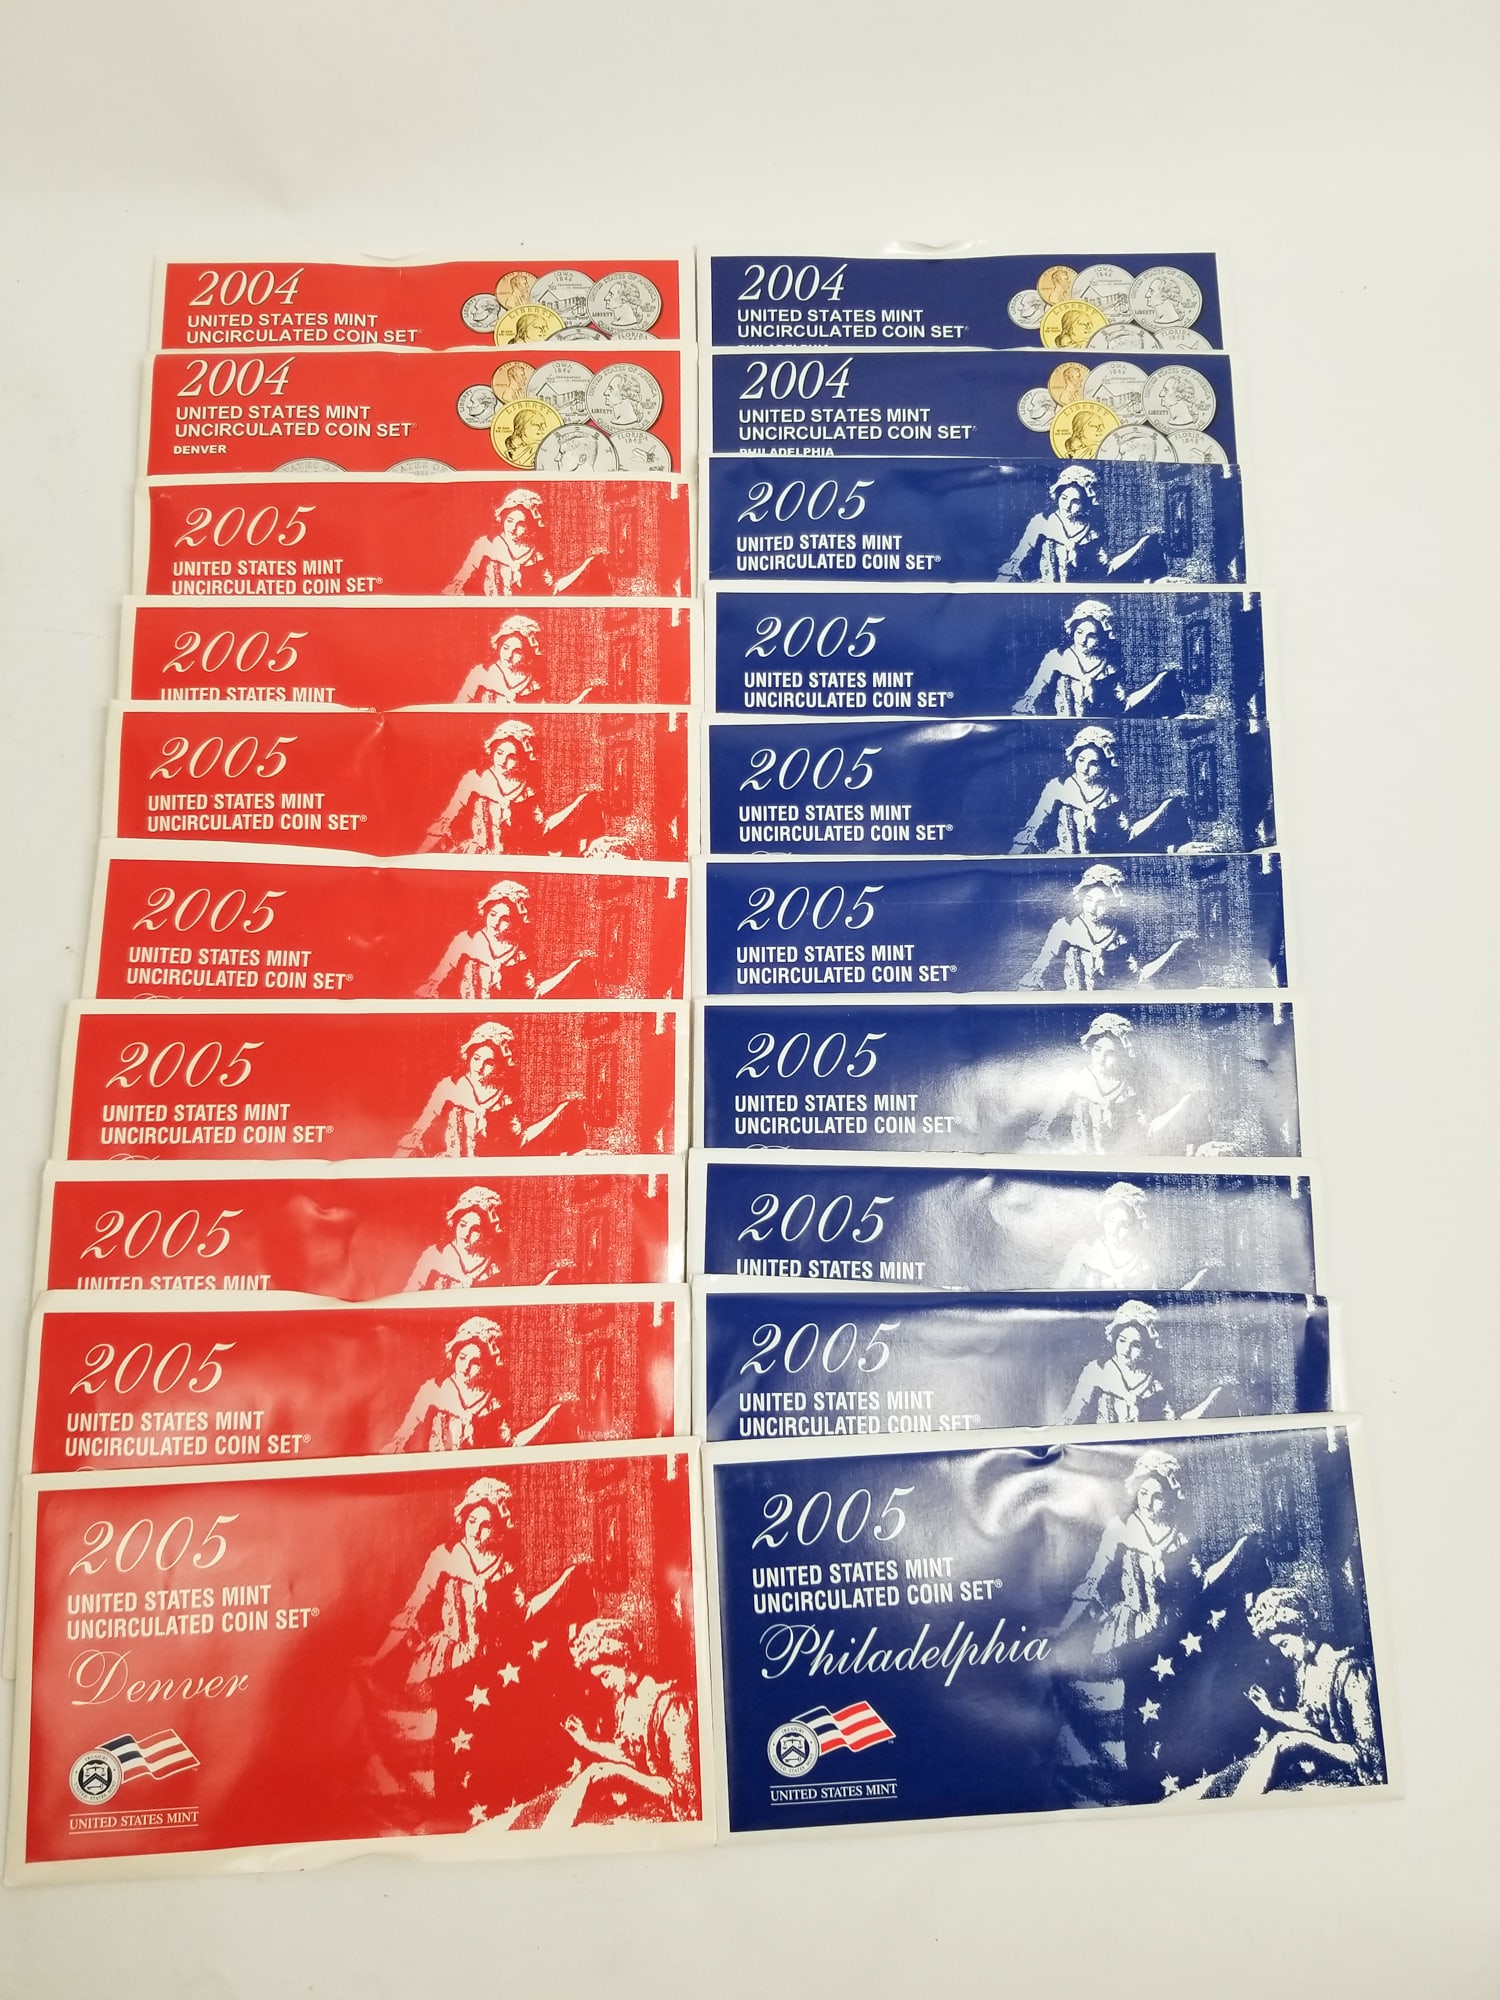 2004
UNITED STATES MINT
UNCIRCULATED COIN SET
2004
UNITED STATES MINT
UNCIRCULATED COIN SET
DENVER
2005
UNITED STATES MINT
UNCIRCULATED COIN SET®
2005
UNITED STATES MINT
2005
UNITED STATES MINT
UNCIRCULATED COIN SET®
2005
UNITED STATES MINT
UNCIRCULATED COIN SET®
2005
UNITED STATES MINT
UNCIRCULATED COIN SET®
2005
UNITED STATES MINT
2005
UNITED STATES MINT
UNCIRCULATED COIN SET®
2005
UNITED STATES MINT
UNCIRCULATED COIN SET®
Denver
UNITED STATES MINT
2004
UNITED STATES MINT
UNCIRCULATED COIN SET
PHILADELPHIA
2004
UNITED STATES MINT
UNCIRCULATED COIN SET
PHILADELPHIA
2005
UNITED STATES MINT
UNCIRCULATED COIN SET®
2005
UNITED STATES MINT
UNCIRCULATED COIN SET®
2005
UNITED STATES MINT
UNCIRCULATED COIN SET®
2005
UNITED STATES MINT
UNCIRCULATED COIN SET®
2005
UNITED STATES MINT
UNCIRCULATED COIN SET®
2005
UNITED STATES MINT
2005
UNITED STATES MINT
UNCIRCULATED COIN SET®
2005
UNITED STATES MINT
UNCIRCULATED COIN SET®
Philadelphia
UNITED STATES MINT